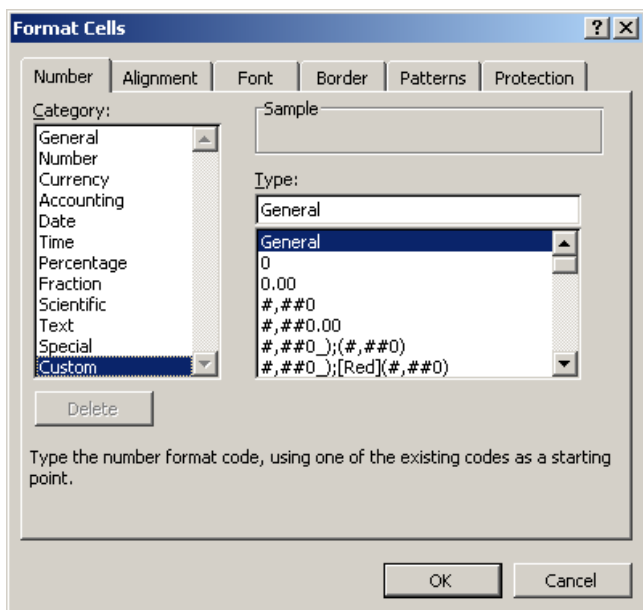 Format Cells
Number Alignment Font Border Patterns Protection
Category:
General
Number
Currency
Accounting
Date
Time
Percentage
Fraction
Scientific
Text
Special
Custom
Delete
Sample
Type:
General
General
0
0.00
#,##0
#,##0.00
#,##0_);(#,##0)
#,##0_);[Red](#,##0)
Type the number format code, using one of the existing codes as a starting
point.
OK Cancel